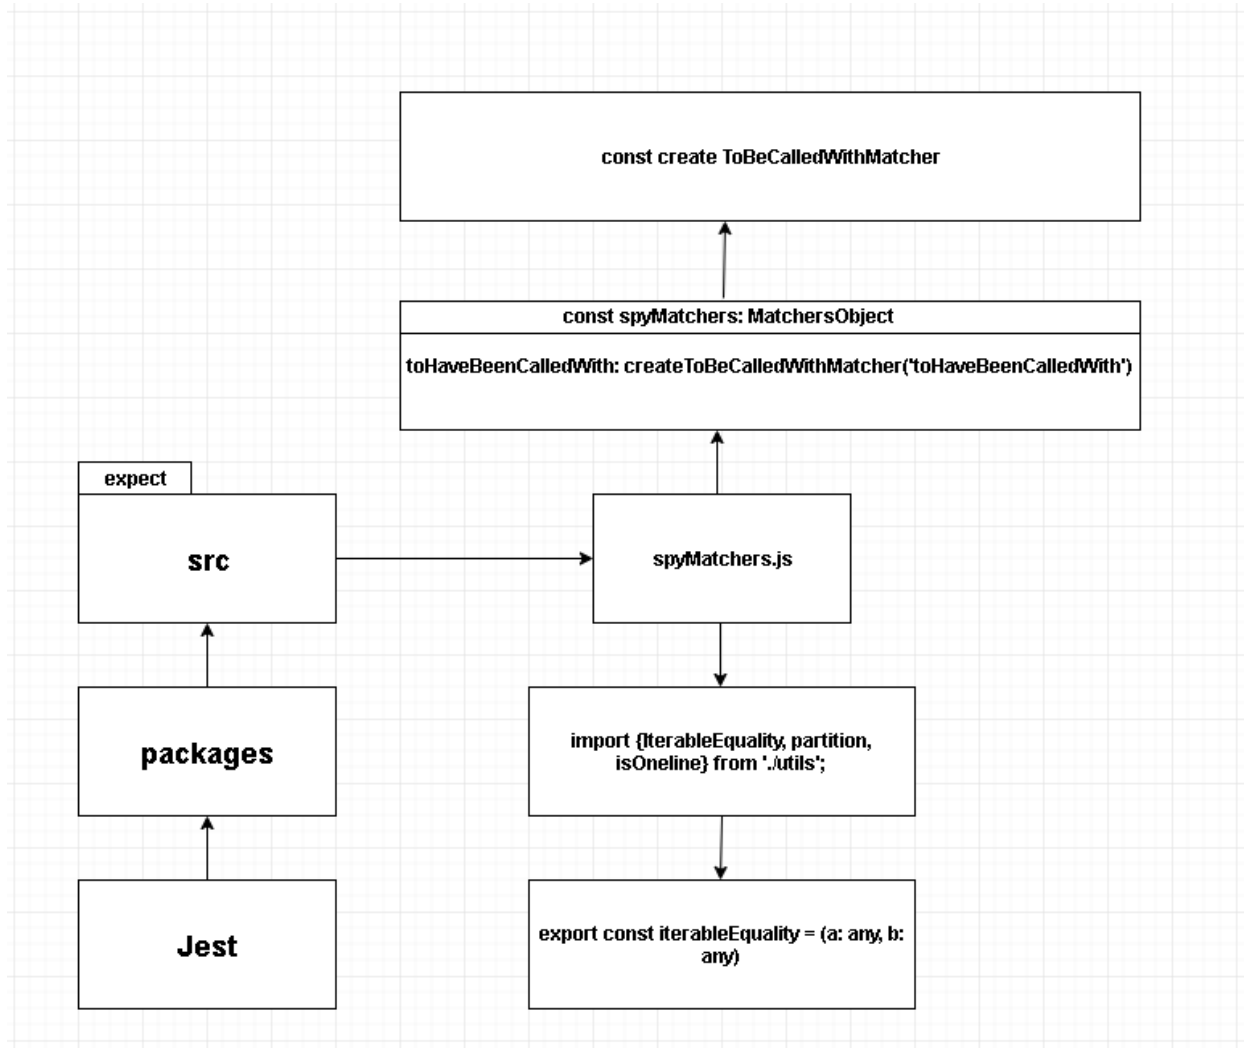 const create ToBeCalledWithMatcher
const spyMatchers: MatchersObject
toHaveBeenCalledWith: createToBeCalledWithMatcher('toHaveBeenCalledWith')
expect
src
spyMatchers.js
packages
import {IterableEquality, partition,
isOneline} from './utils';
Jest
export const iterableEquality = (a: any, b:
any)